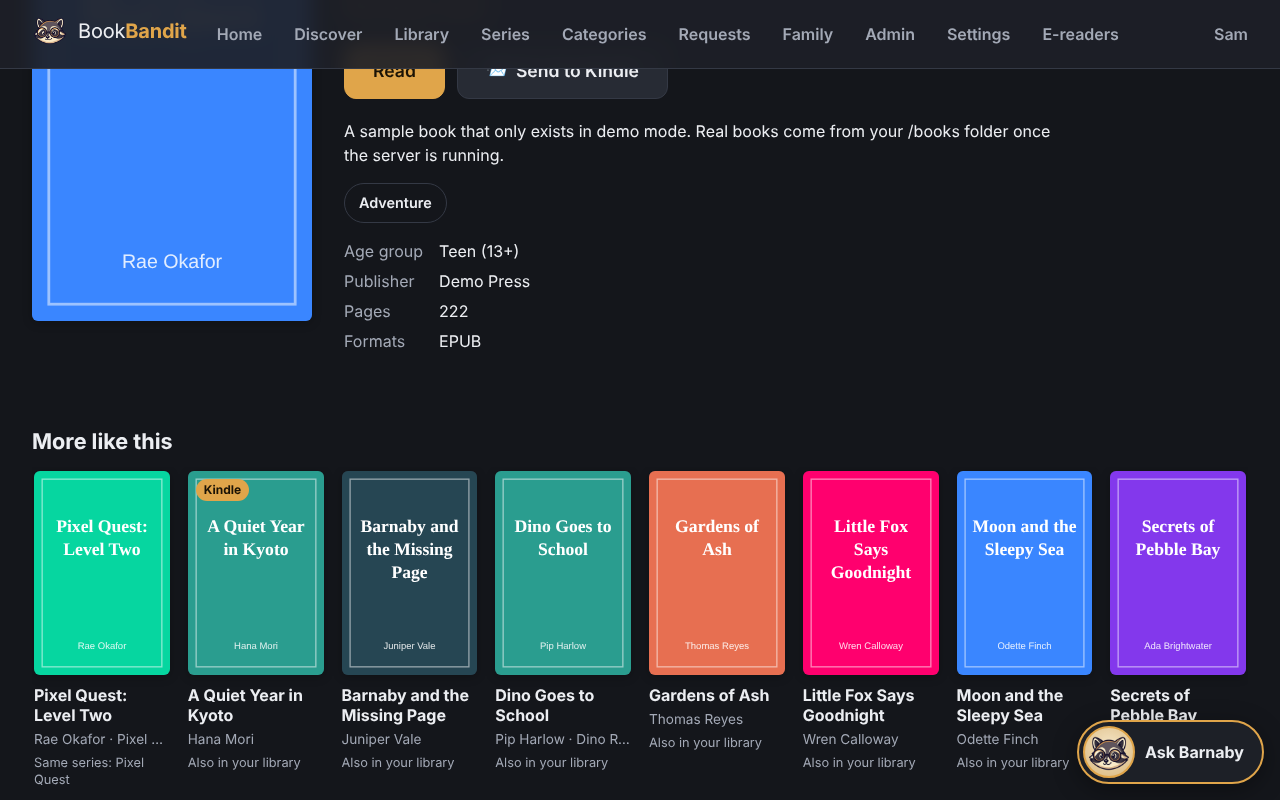 BookBandit Home Discover Library Series Categories Requests Family Admin Settings E-readers Sam
Read Send to Kindle
A sample book that only exists in demo mode. Real books come from your /books folder once
the server is running.
Adventure
Age group Teen (13+)
Publisher Demo Press
Pages 222
Formats EPUB
Rae Okafor
More like this
Pixel Quest:
Level Two
Rae Okafor
Kindle
A Quiet Year
in Kyoto
Hana Mori
Barnaby and
the Missing
Page
Juniper Vale
Dino Goes to
School
Pip Harlow
Gardens of
Ash
Thomas Reyes
Little Fox
Says
Goodnight
Wren Calloway
Moon and the
Sleepy Sea
Odette Finch
Secrets of
Pebble Bay
Ada Brightwater
Pixel Quest:
Level Two
Rae Okafor · Pixel ...
Same series: Pixel
Quest
A Quiet Year in
Kyoto
Hana Mori
Also in your library
Barnaby and the
Missing Page
Juniper Vale
Also in your library
Dino Goes to
School
Pip Harlow · Dino R...
Also in your library
Gardens of Ash
Thomas Reyes
Also in your library
Little Fox Says
Goodnight
Wren Calloway
Also in your library
Moon and the
Sleepy Sea
Odette Finch
Also in your library
Secrets of
Pebble Bay
Ask Barnaby